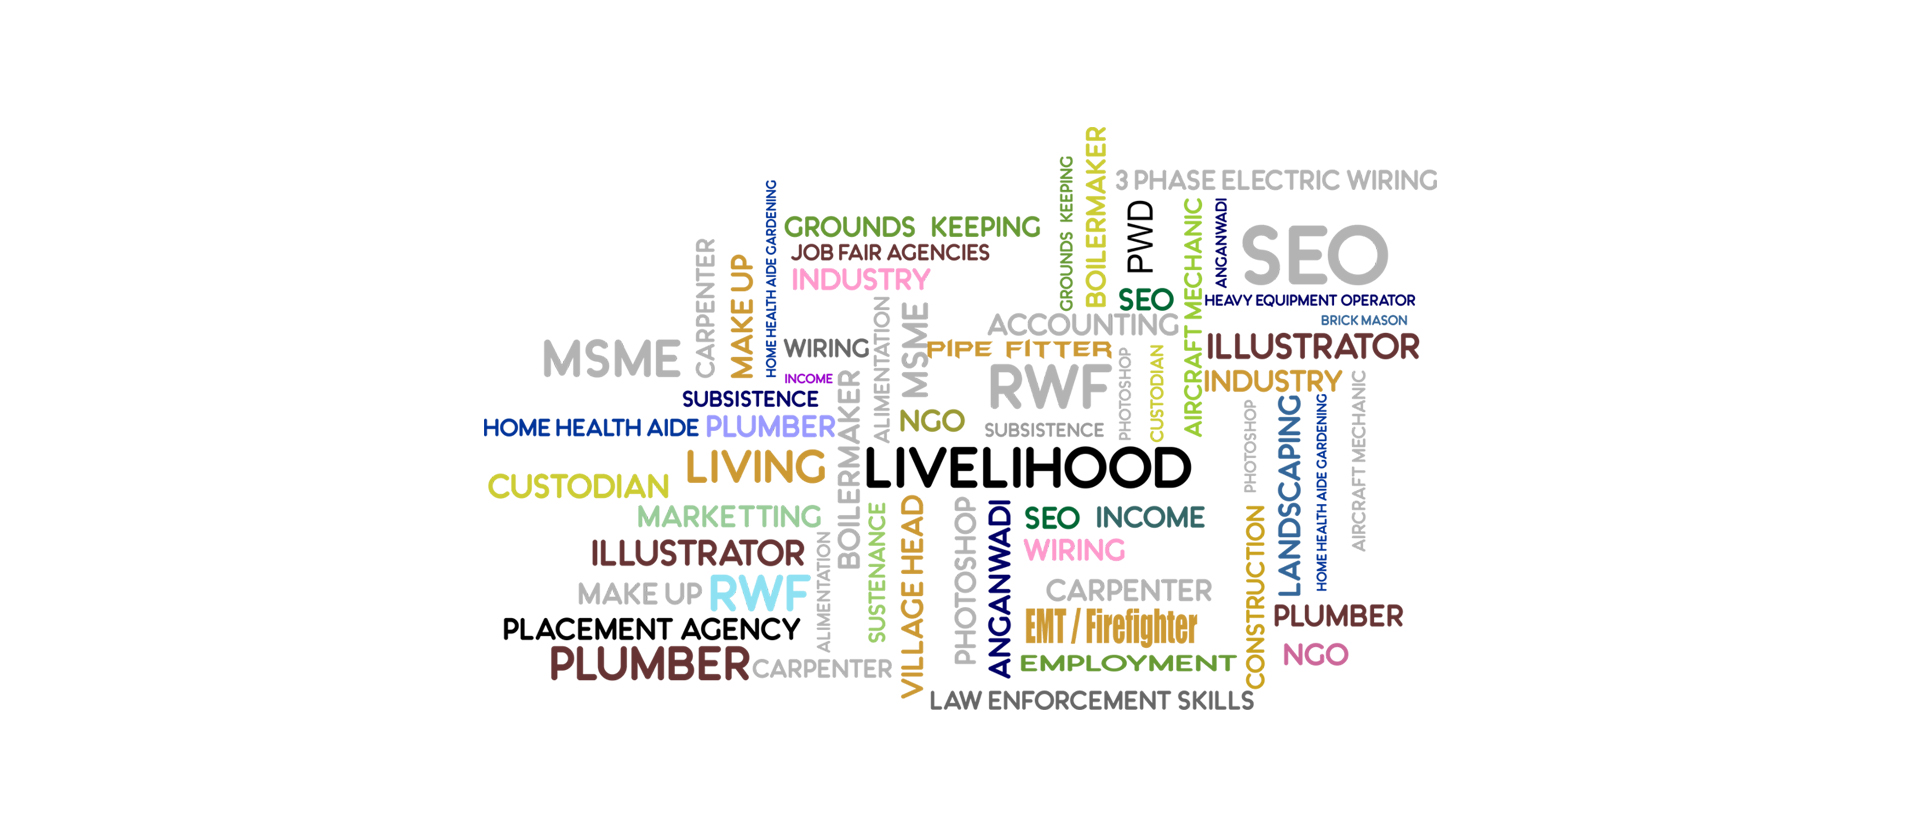 BOILERMAKER
GROUNDS KEEPING
3 PHASE ELECTRIC WIRING
HOME HEALTH AIDE GARDENING
GROUNDS KEEPING
PWD
AIRCRAFT MECHANIC
ANGANWADI
SEO
JOB FAIR AGENCIES
INDUSTRY
CARPENTER
MAKE UP
SEO
HEAVY EQUIPMENT OPERATOR
BRICK MASON
ALIMENTATION
MSME
ACCOUNTING
MSME
WIRING
PIPE FITTER
ILLUSTRATOR
INCOME
RWF
PHOTOSHOP
CUSTODIAN
INDUSTRY
SUBSISTENCE
BOILERMAKER
AIRCRAFT MECHANIC
HOME HEALTH AIDE
PLUMBER
NGO
SUBSISTENCE
PHOTOSHOP
LANDSCAPING
HOME HEALTH AIDE GARDENING
LIVING
LIVELIHOOD
CUSTODIAN
MARKETTING
SUSTENANCE
VILLAGE HEAD
PHOTOSHOP
ANGANWADI
SEO
INCOME
CONSTRUCTION
ILLUSTRATOR
ALIMENTATION
WIRING
MAKE UP
RWF
CARPENTER
PLACEMENT AGENCY
EMT / Firefighter
PLUMBER
PLUMBER
CARPENTER
EMPLOYMENT
NGO
LAW ENFORCEMENT SKILLS